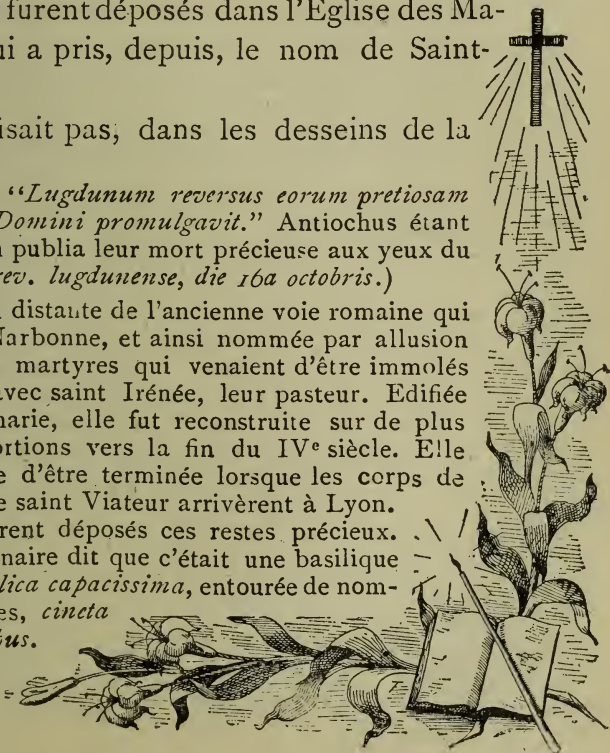 furent déposés dans l'Eglise des Ma-
ui a pris, depuis, le nom de Saint-
isait pas, dans les desseins de la
"Lugdunum reversus eorum pretiosam
Domini promulgavit." Antiochus étant
publia leur mort précieuse aux yeux du
rev. lugdunense, die 16a octobris.)
distante de l'ancienne voie romaine qui
Narbonne, et ainsi nommée par allusion
martyres qui venaient d'être immolés
avec saint Irénée, leur pasteur. Edifiée
narie, elle fut reconstruite sur de plus
ortions vers la fin du IVe siècle. Elle
e d'être terminée lorsque les corps de
e saint Viateur arrivèrent à Lyon.
rent déposés ces restes précieux.
naire dit que c'était une basilique
lica capacissima, entourée de nom-
es, cineta
bus.